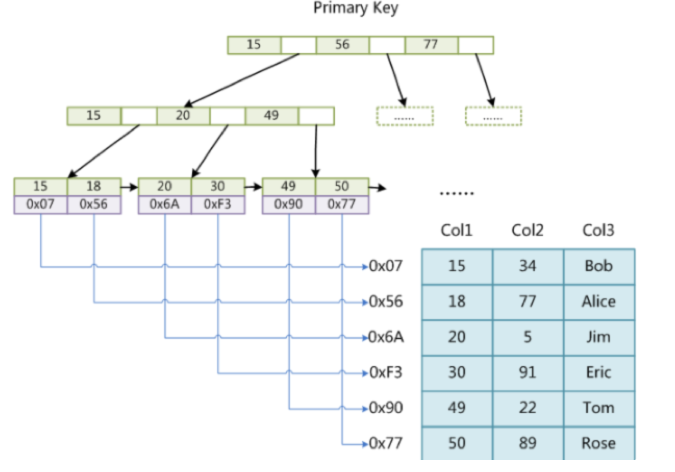 Primary Key
15 56 77
15 20 49
...... ......
15 18 20 30 49 50
0x07 0x56 0x6A 0xF3 0x90 0x77
......
Col1 Col2 Col3
0x07 15 34 Bob
0x56 18 77 Alice
0x6A 20 5 Jim
0xF3 30 91 Eric
0x90 49 22 Tom
0x77 50 89 Rose